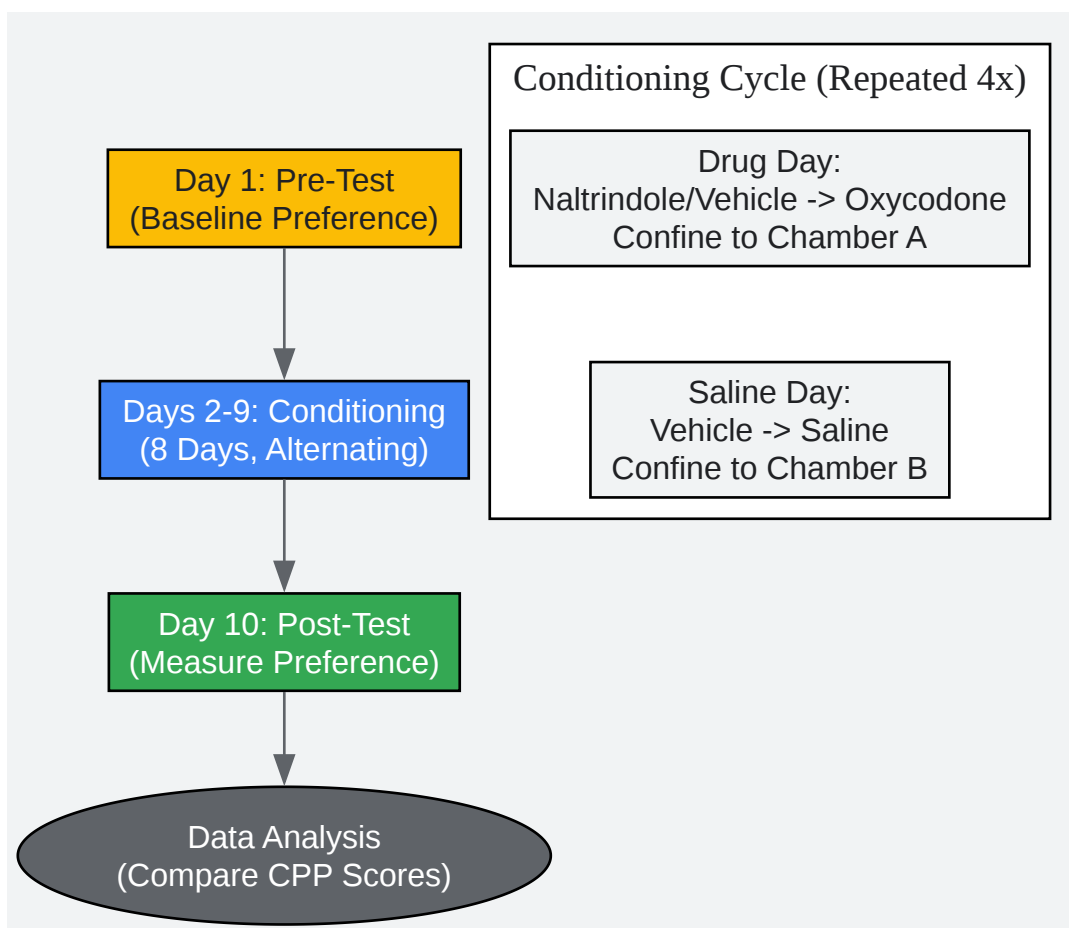 Conditioning Cycle (Repeated 4x)
Day 1: Pre-Test
(Baseline Preference)
Drug Day:
Naltrindole/Vehicle -> Oxycodone
Confine to Chamber A
Days 2-9: Conditioning
(8 Days, Alternating)
Saline Day:
Vehicle -> Saline
Confine to Chamber B
Day 10: Post-Test
(Measure Preference)
Data Analysis
(Compare CPP Scores)